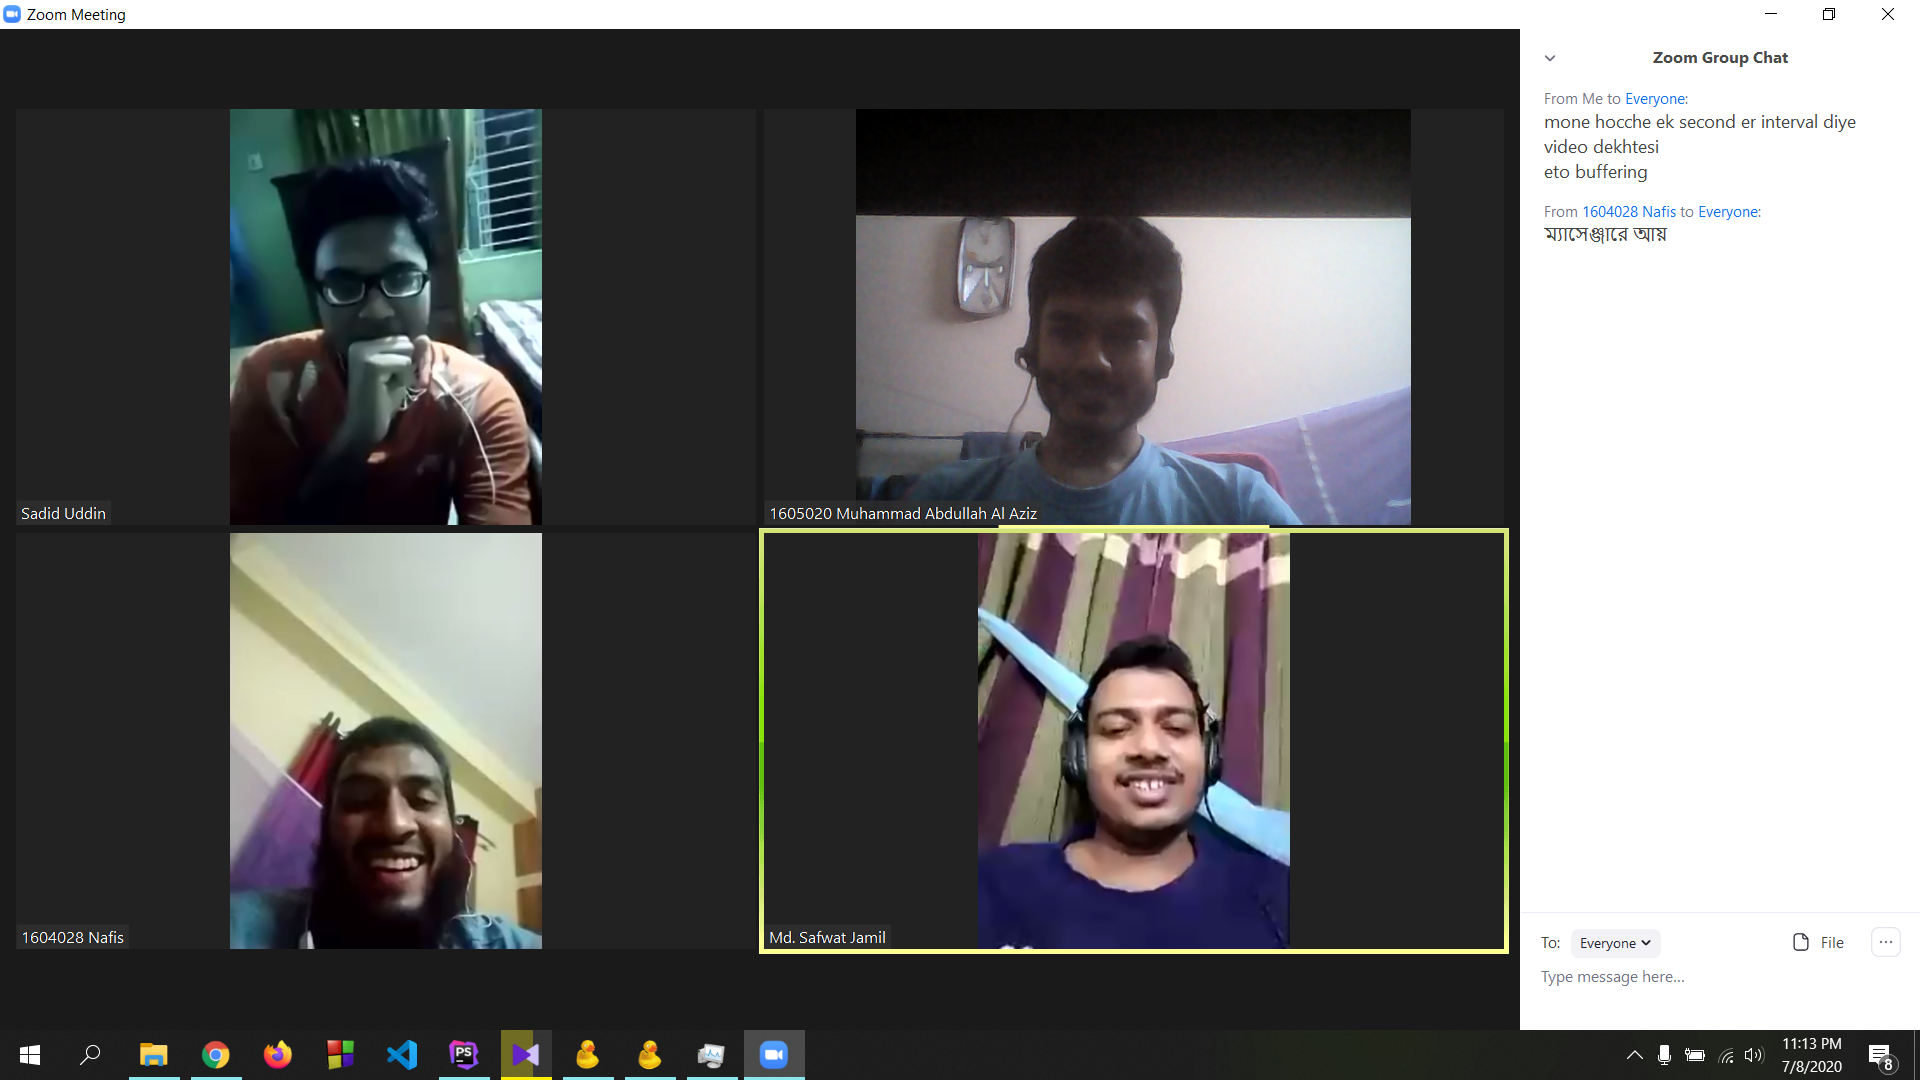 Zoom Meeting
Sadid Uddin
1605020 Muhammad Abdullah Al Aziz
1604028 Nafis
Md. Safwat Jamil
Zoom Group Chat
From Me to Everyone:
mone hocche ek second er interval diye
video dekhtesi
eto buffering
From 1604028 Nafis to Everyone:
ম্যাসেঞ্জারে আয়
To: Everyone
File
Type message here...
PS
11:13 PM
7/8/2020
8